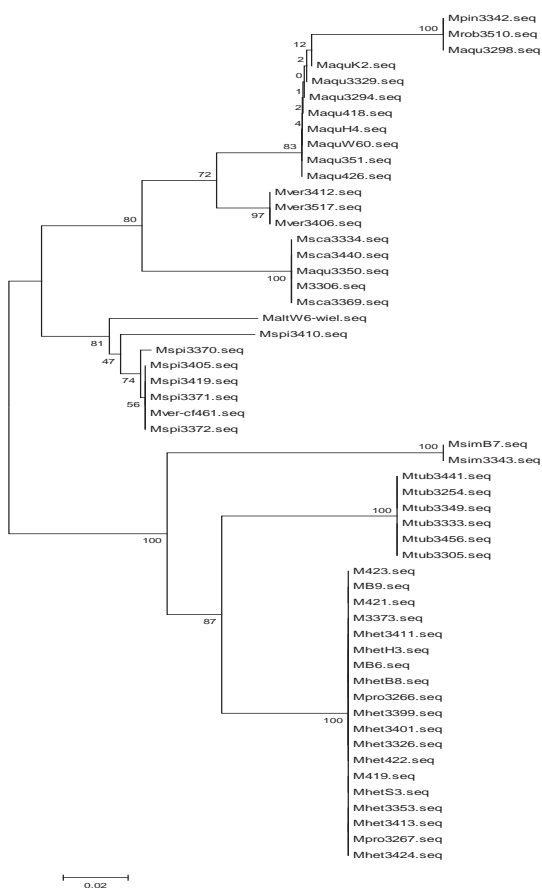 100 Mpin3342.seq
Mrob3510.seq
12 Maqu3298.seq
2 MaquK2.seq
0 Maqu3329.seq
1 Maqu3294.seq
2 Maqu418.seq
4 MaquH4.seq
83 MaquW60.seq
Maqu351.seq
72 Maqu426.seq
Mver3412.seq
Mver3517.seq
80 97 Mver3406.seq
Msca3334.seq
Msca3440.seq
Maqu3350.seq
100 M3306.seq
Msca3369.seq
MaltW6-wiel.seq
81 Mspi3410.seq
47 Mspi3370.seq
Mspi3405.seq
74 Mspi3419.seq
Mspi3371.seq
56 Mver-cf461.seq
Mspi3372.seq
100 MsimB7.seq
Msim3343.seq
Mtub3441.seq
Mtub3254.seq
Mtub3349.seq
100 Mtub3333.seq
100 Mtub3456.seq
Mtub3305.seq
M423.seq
MB9.seq
M421.seq
87 M3373.seq
Mhet3411.seq
MhetH3.seq
MB6.seq
MhetB8.seq
Mpro3266.seq
100 Mhet3399.seq
Mhet3401.seq
Mhet3326.seq
Mhet422.seq
M419.seq
MhetS3.seq
Mhet3353.seq
Mhet3413.seq
Mpro3267.seq
Mhet3424.seq
0.02